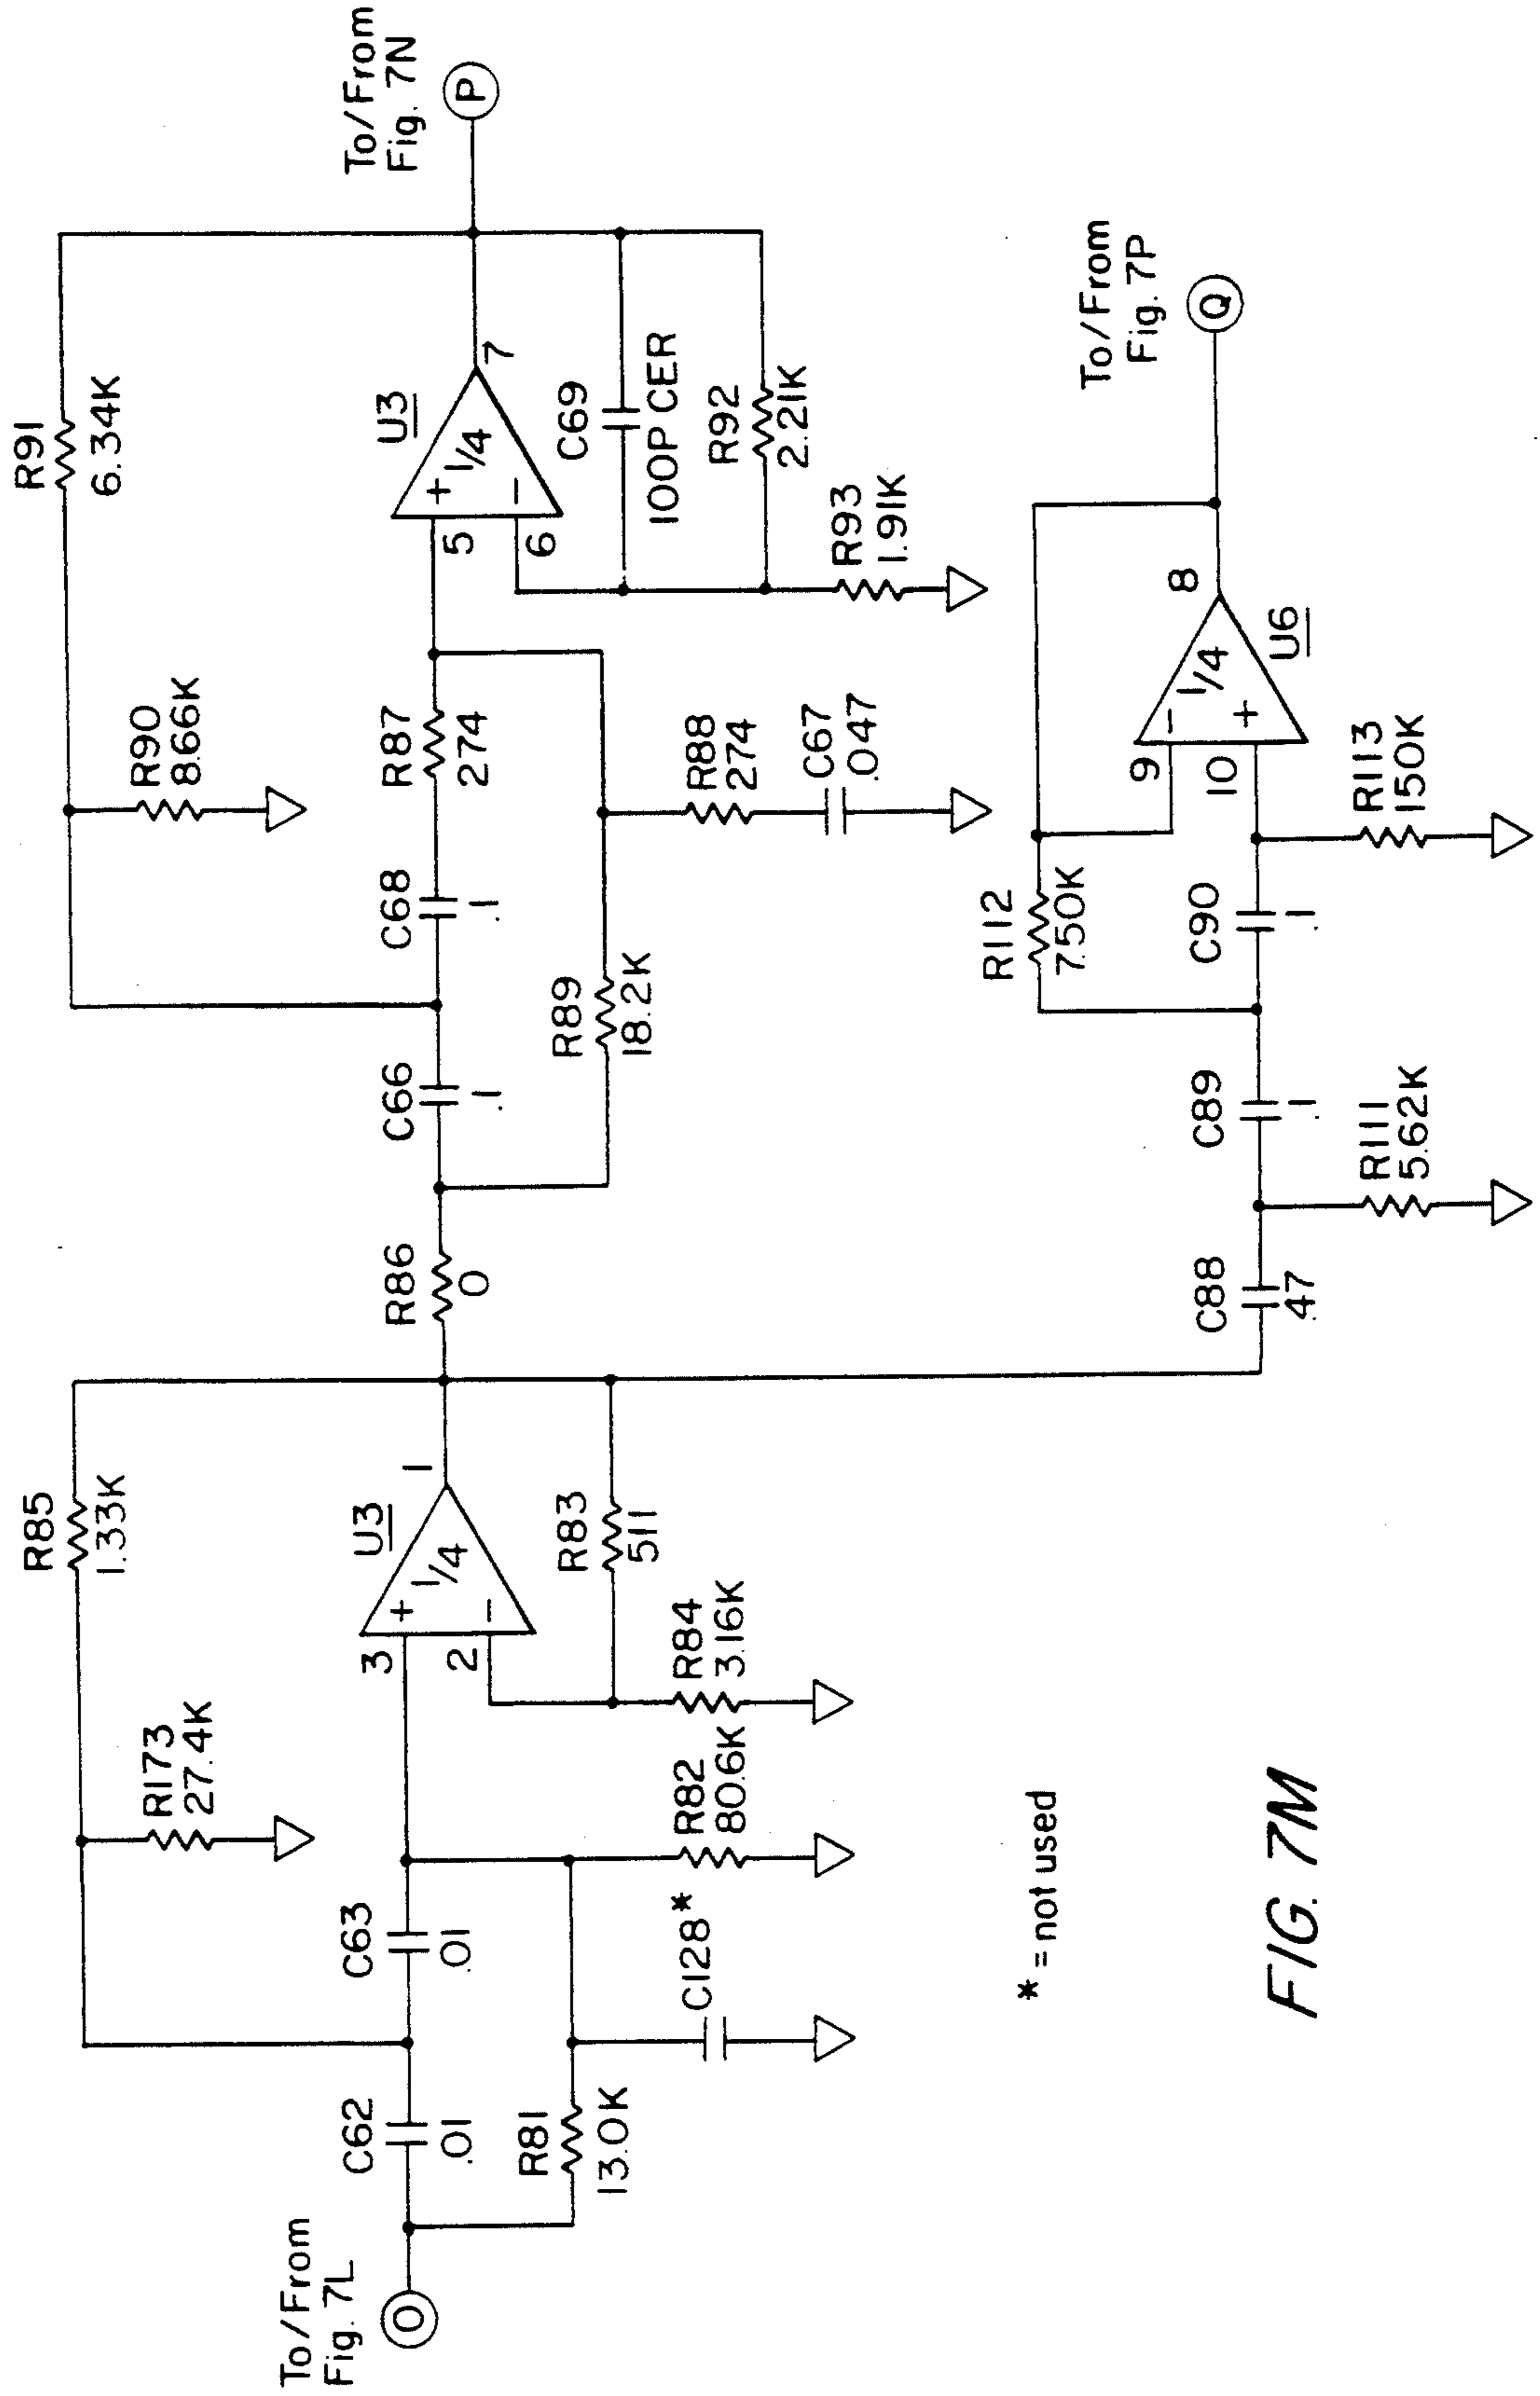 To/From
Fig. 7L
O
C62
.01
R81
13.0K
C63
.01
C128*
R173
27.4K
R82
80.6K
R84
3.16K
R85
1.33K
3
2
+
-
1/4
U3
1
R83
511
R86
0
C66
.1
R89
18.2K
C68
.1
R87
274
R88
274
C67
.047
R90
8.66K
R91
6.34K
5
6
+
-
1/4
U3
7
C69
100P CER
R92
2.21K
R93
1.91K
To/From
Fig. 7N
P
C88
.47
R111
5.62K
C89
.1
C90
.1
R112
7.50K
R113
150K
9
10
-
+
1/4
U6
8
To/From
Fig. 7P
Q
* = not used
FIG. 7M